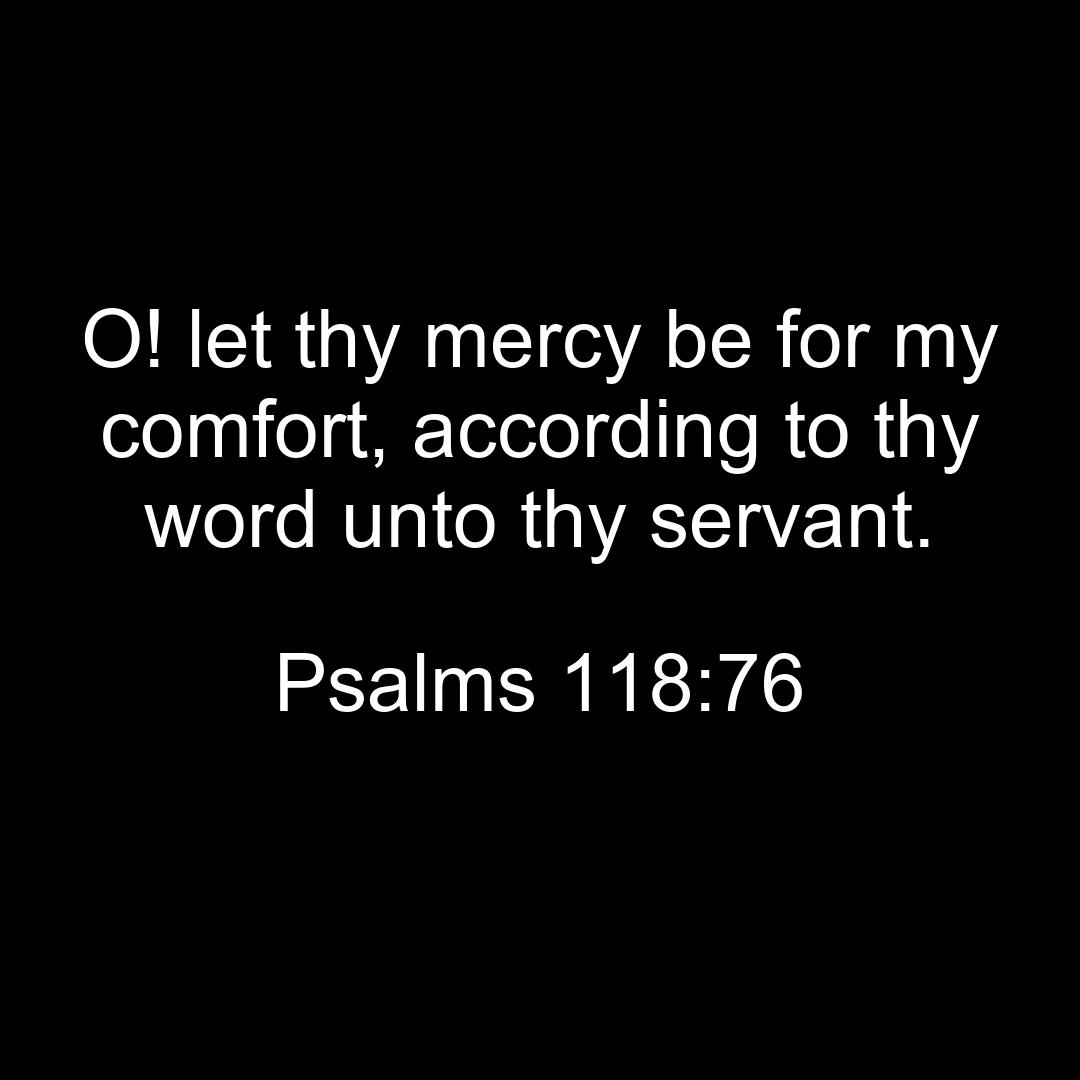 O! let thy mercy be for my
comfort, according to thy
word unto thy servant.
Psalms 118:76